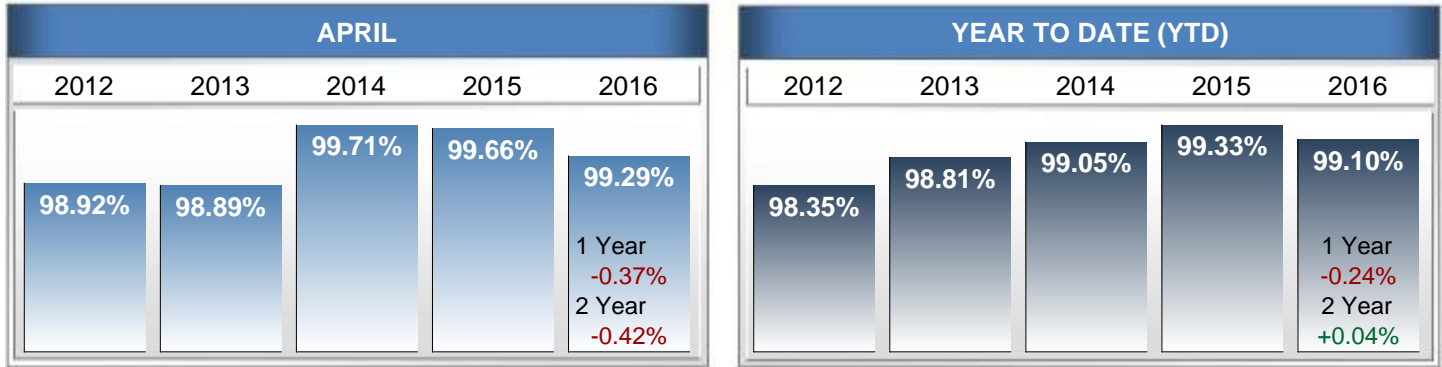 APRIL
2012 2013 2014 2015 2016
98.92% 98.89% 99.71% 99.66% 99.29%
1 Year
-0.37%
2 Year
-0.42%
YEAR TO DATE (YTD)
2012 2013 2014 2015 2016
98.35% 98.81% 99.05% 99.33% 99.10%
1 Year
-0.24%
2 Year
+0.04%